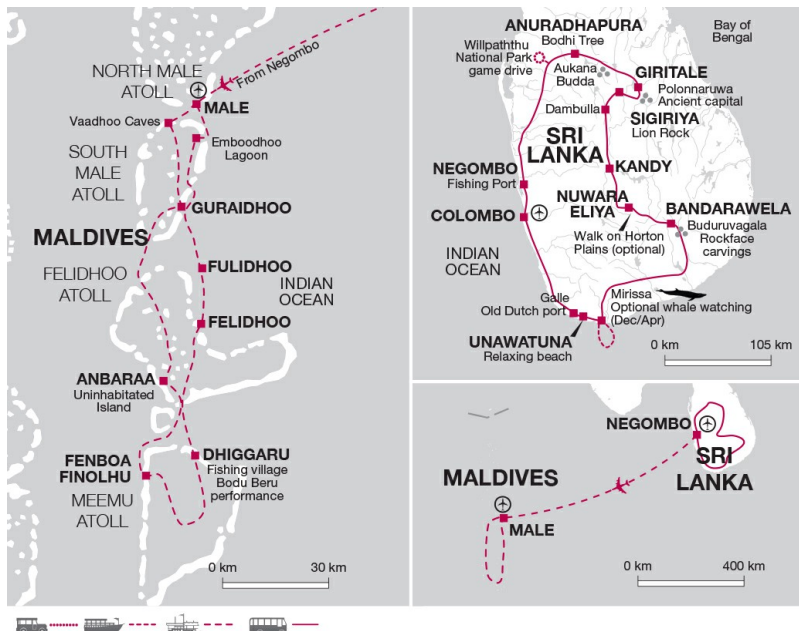 NORTH MALE
ATOLL
From Negombo
MALE
Vaadhoo Caves
Emboodhoo
Lagoon
SOUTH
MALE
ATOLL
GURAIDHOO
MALDIVES
FELIDHOO
ATOLL
FULIDHOO
INDIAN
OCEAN
FELIDHOO
ANBARAA
Uninhabited
Island
FENBOA
FINOLHU
DHIGGARU
Fishing village
Bodu Beru
performance
MEEMU
ATOLL
0 km
30 km
ANURADHAPURA
Bodhi Tree
Bay of
Bengal
Willpaththu
National Park
game drive
Aukana
Budda
GIRITALE
Polonnaruwa
Ancient capital
Dambulla
SIGIRIYA
Lion Rock
SRI
LANKA
KANDY
NEGOMBO
Fishing Port
COLOMBO
NUWARA
ELIYA
BANDARAWELA
Walk on Horton
Plains (optional)
Buduruvagala
Rockface
carvings
INDIAN
OCEAN
Galle
Old Dutch port
Mirissa
Optional whale watching
(Dec/Apr)
UNAWATUNA
Relaxing beach
0 km
105 km
NEGOMBO
SRI
LANKA
MALDIVES
MALE
0 km
400 km